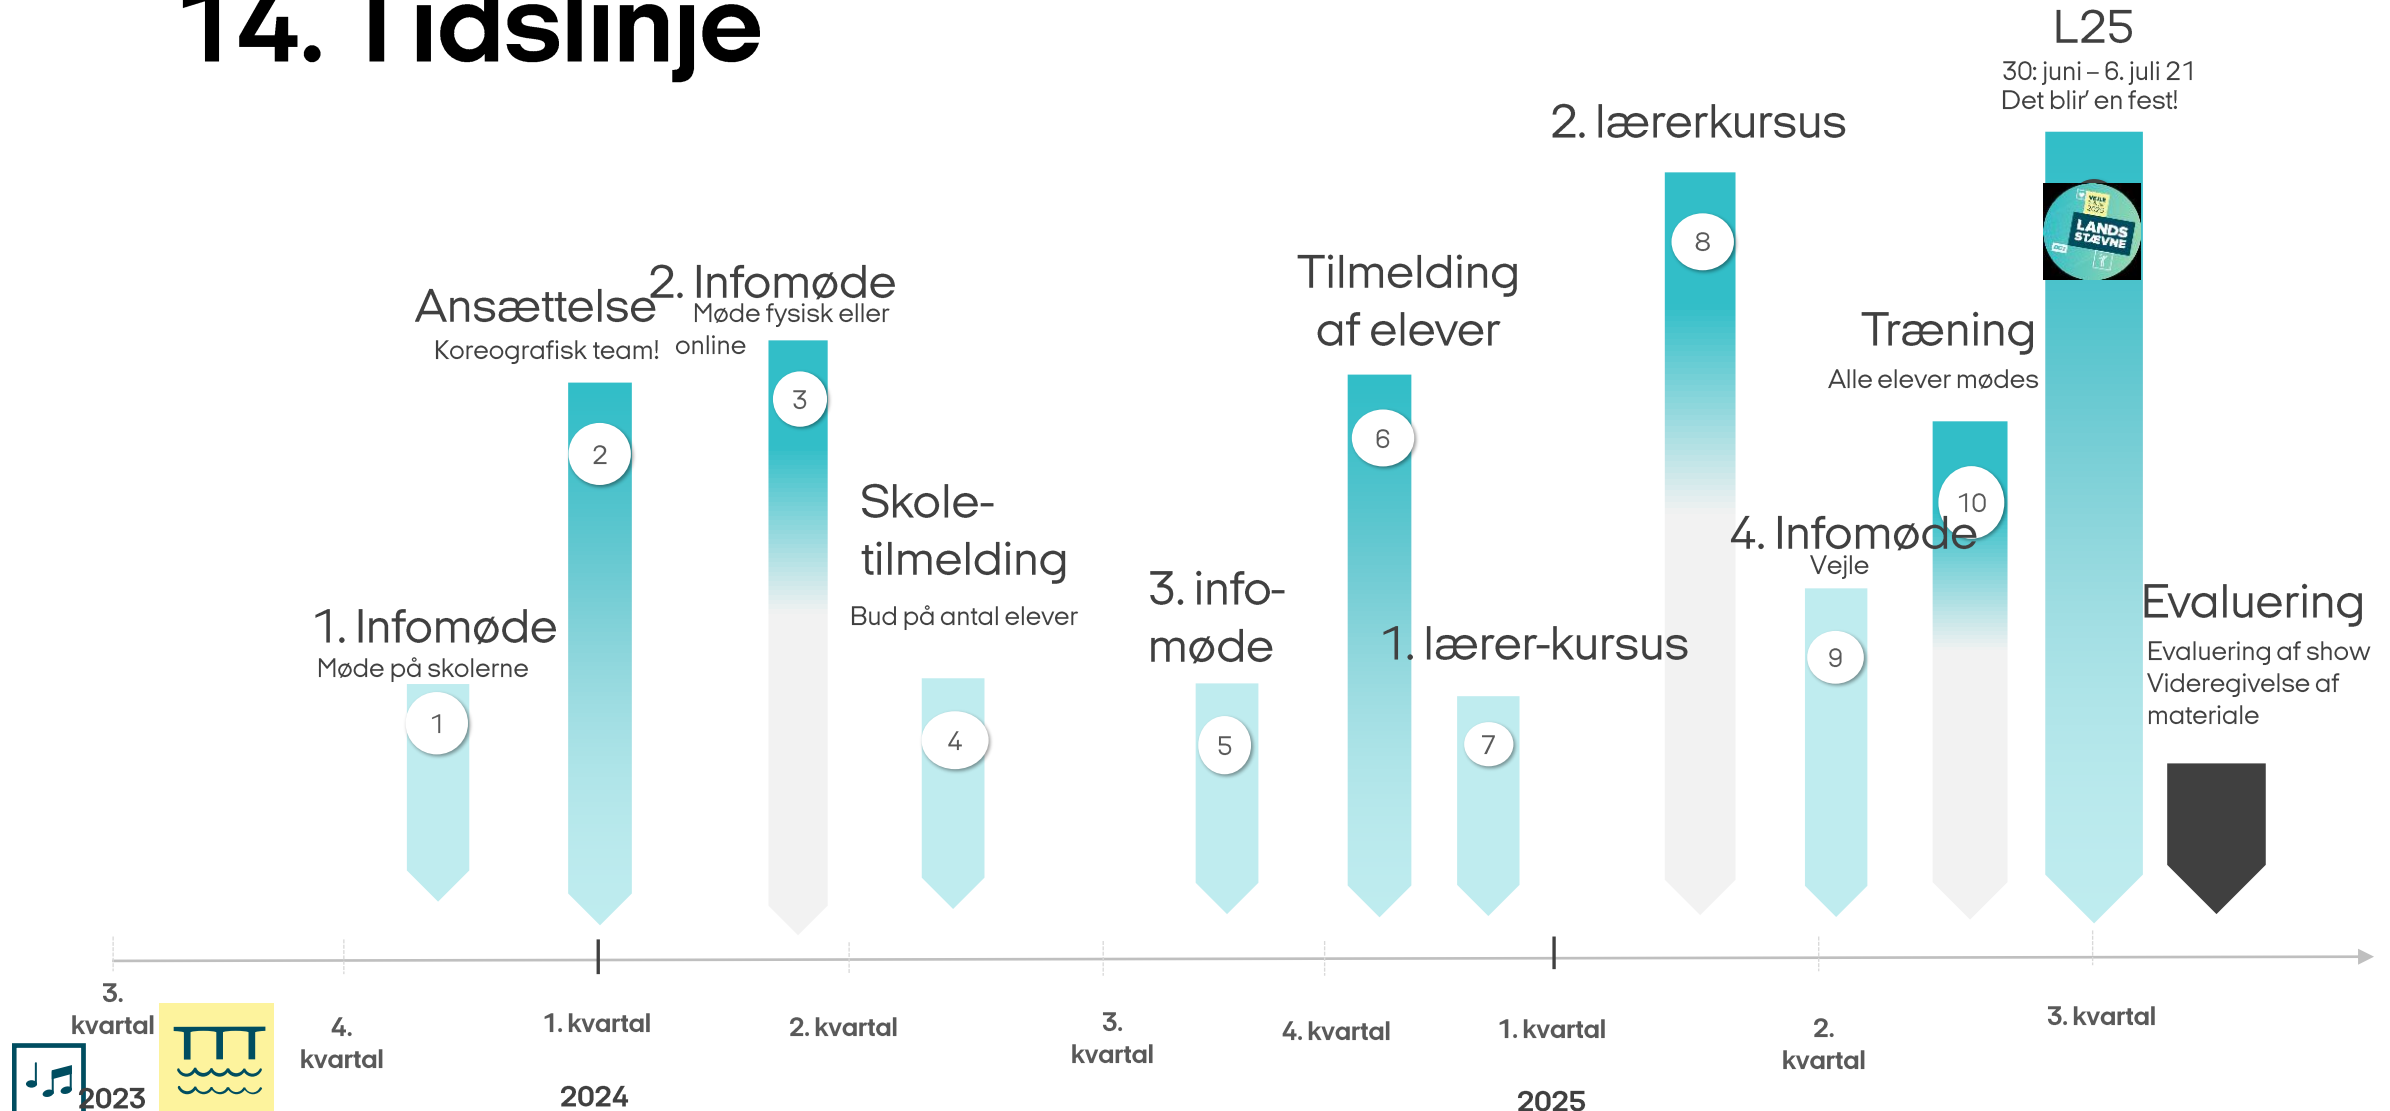 14. Tidslinje
L25
30: juni – 6. juli 21
Det blir’ en fest!
2. lærerkursus
8
VEJLE
2025
LANDS
STÆVNE
DGI
Tilmelding
af elever
6
2. Infomøde
Møde fysisk eller
online
3
Ansættelse
Koreografisk team!
2
Træning
Alle elever mødes
10
Skole-
tilmelding
Bud på antal elever
4
4. Infomøde
Vejle
9
3. info-
møde
5
1. Infomøde
Møde på skolerne
1
1. lærer-kursus
7
Evaluering
Evaluering af show
Videregivelse af
materiale
3.
kvartal
4.
kvartal
1. kvartal
2. kvartal
3.
kvartal
4. kvartal
1. kvartal
2.
kvartal
3. kvartal
2023
2024
2025